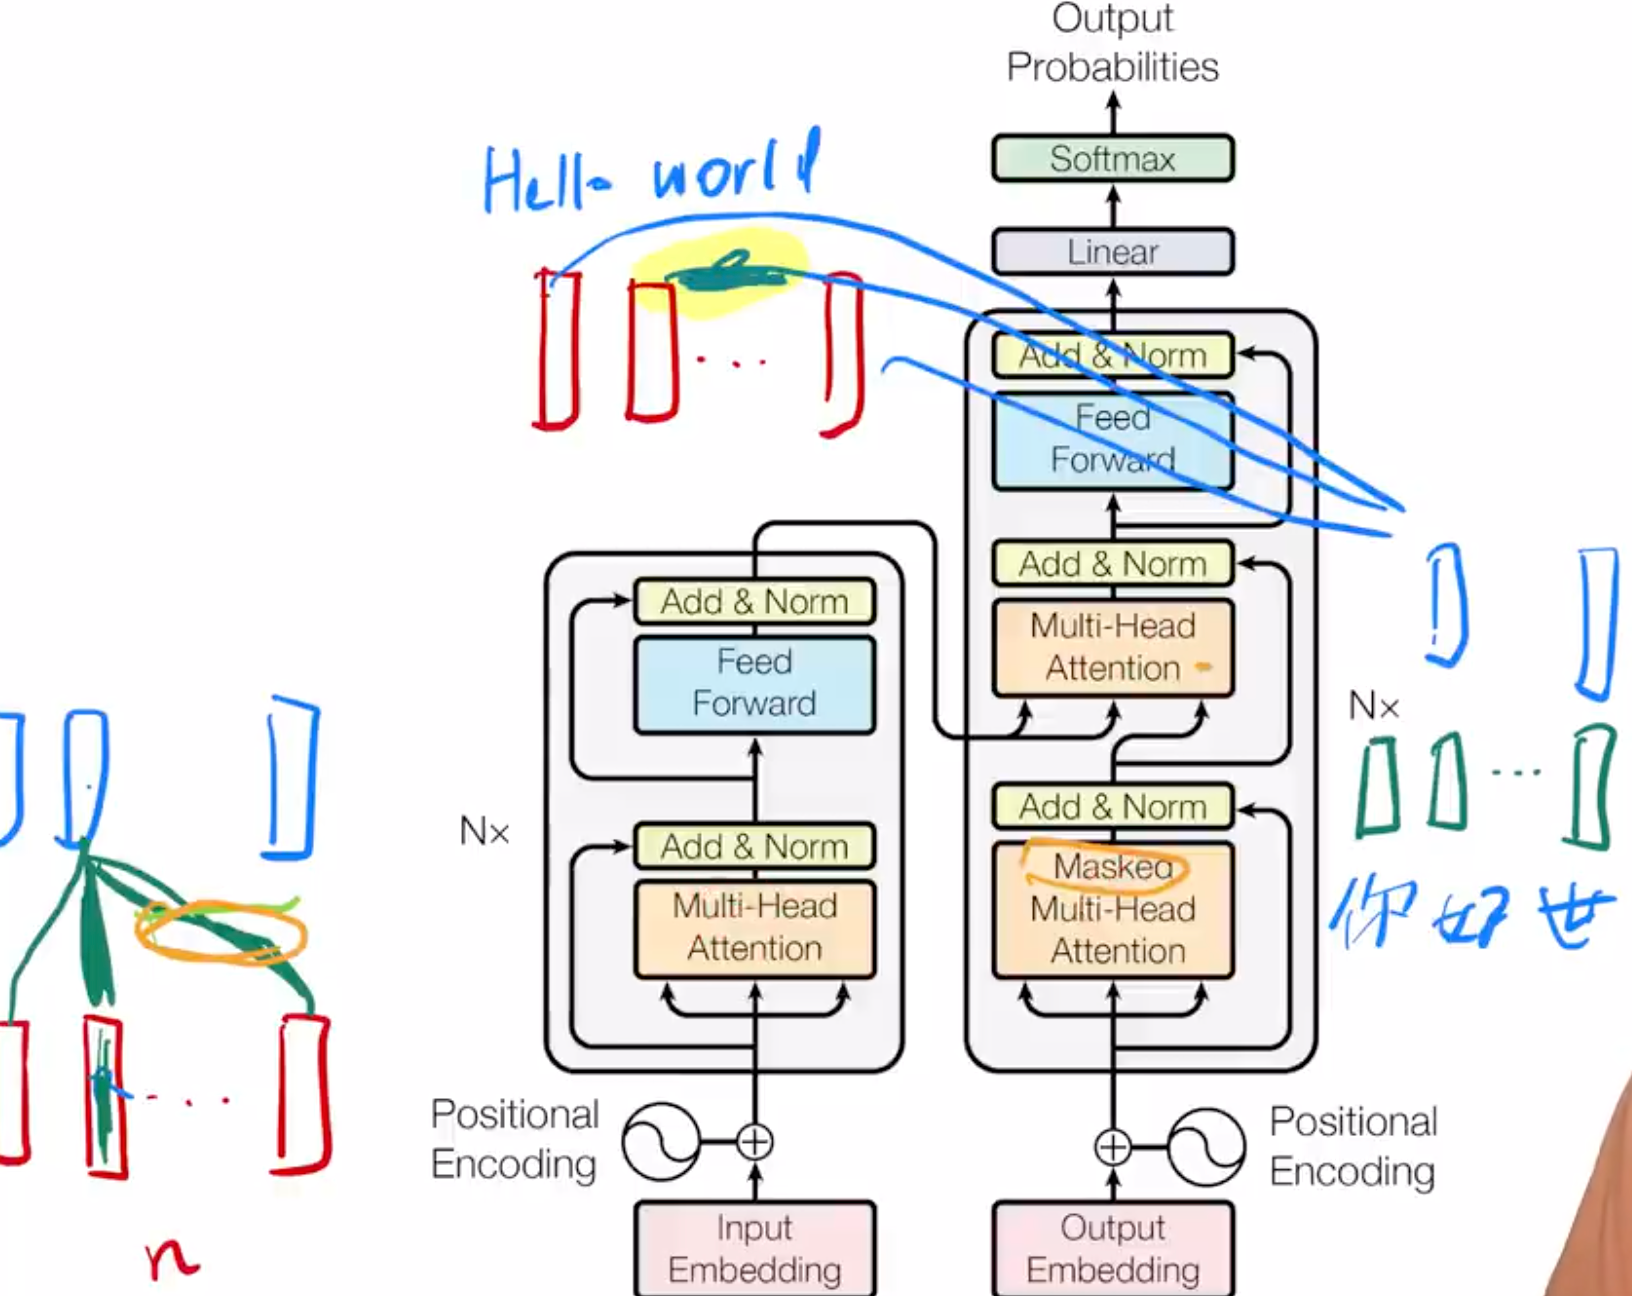 Output
Probabilities
Softmax
Hello world
Linear
Add & Norm
Feed
Forward
Add & Norm
Multi-Head
Attention
Add & Norm
Feed
Forward
Nx
Add & Norm
Masked
Multi-Head
Attention
Nx
Add & Norm
Multi-Head
Attention
你好世
Positional
Encoding
Positional
Encoding
n
Input
Embedding
Output
Embedding